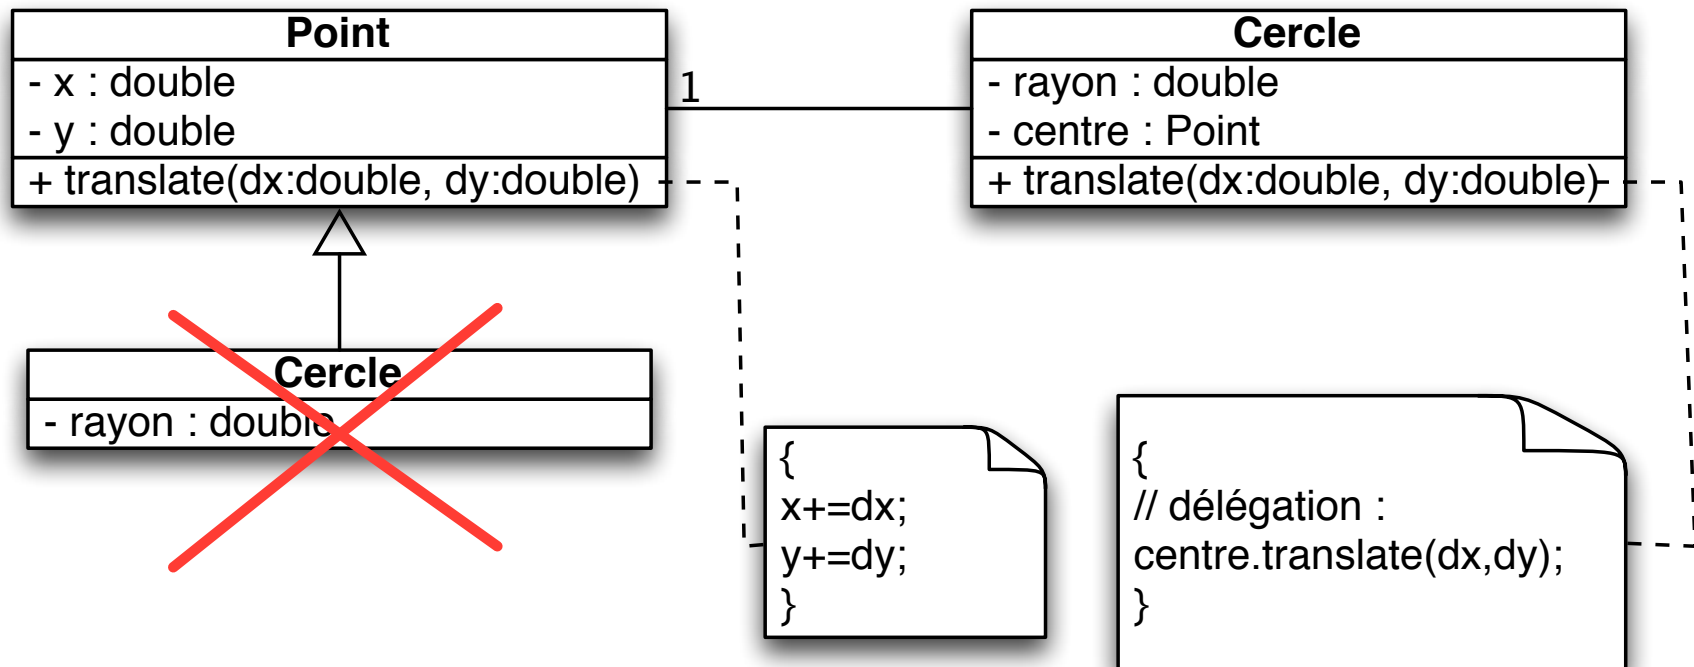 Point
- x : double
- y : double
+ translate(dx:double, dy:double)
1
Cercle
- rayon : double
- centre : Point
+ translate(dx:double, dy:double)
Cercle
- rayon : double
{
x+=dx;
y+=dy;
}
{
// délégation :
centre.translate(dx,dy);
}